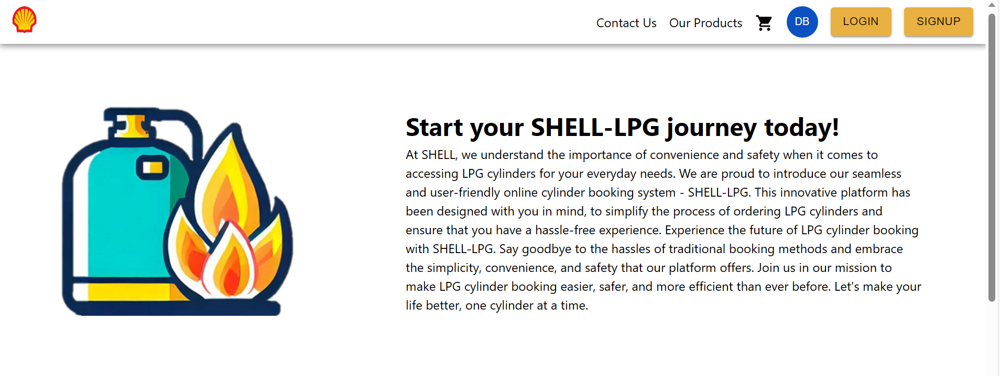 Contact Us Our Products DB LOGIN SIGNUP
Start your SHELL-LPG journey today!
At SHELL, we understand the importance of convenience and safety when it comes to
accessing LPG cylinders for your everyday needs. We are proud to introduce our seamless
and user-friendly online cylinder booking system - SHELL-LPG. This innovative platform has
been designed with you in mind, to simplify the process of ordering LPG cylinders and
ensure that you have a hassle-free experience. Experience the future of LPG cylinder booking
with SHELL-LPG. Say goodbye to the hassles of traditional booking methods and embrace
the simplicity, convenience, and safety that our platform offers. Join us in our mission to
make LPG cylinder booking easier, safer, and more efficient than ever before. Let's make your
life better, one cylinder at a time.